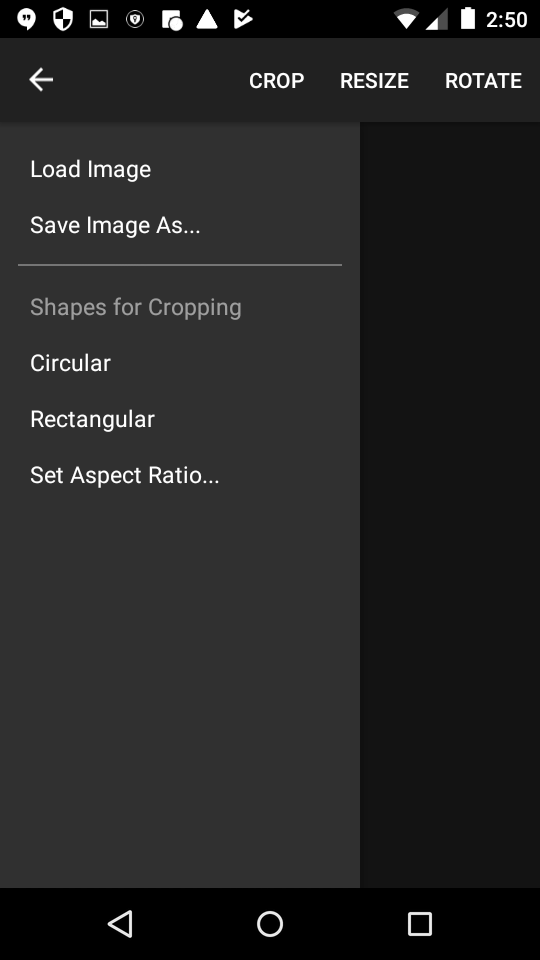 2:50
CROP RESIZE ROTATE
Load Image
Save Image As...
Shapes for Cropping
Circular
Rectangular
Set Aspect Ratio...